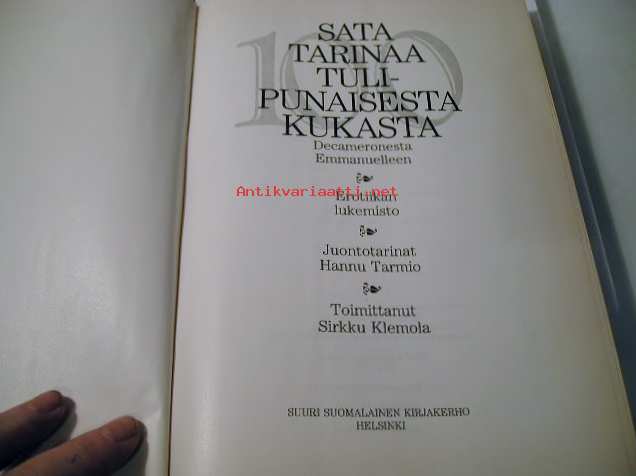 100
SATA
TARINAA
TULI-
PUNAISESTA
KUKASTA
Decameronesta
Emmanuelleen
Antikvariaatti.net
Erotiikan
lukemisto
Juontotarinat
Hannu Tarmio
Toimittanut
Sirkku Klemola
SUURI SUOMALAINEN KIRJAKERHO
HELSINKI